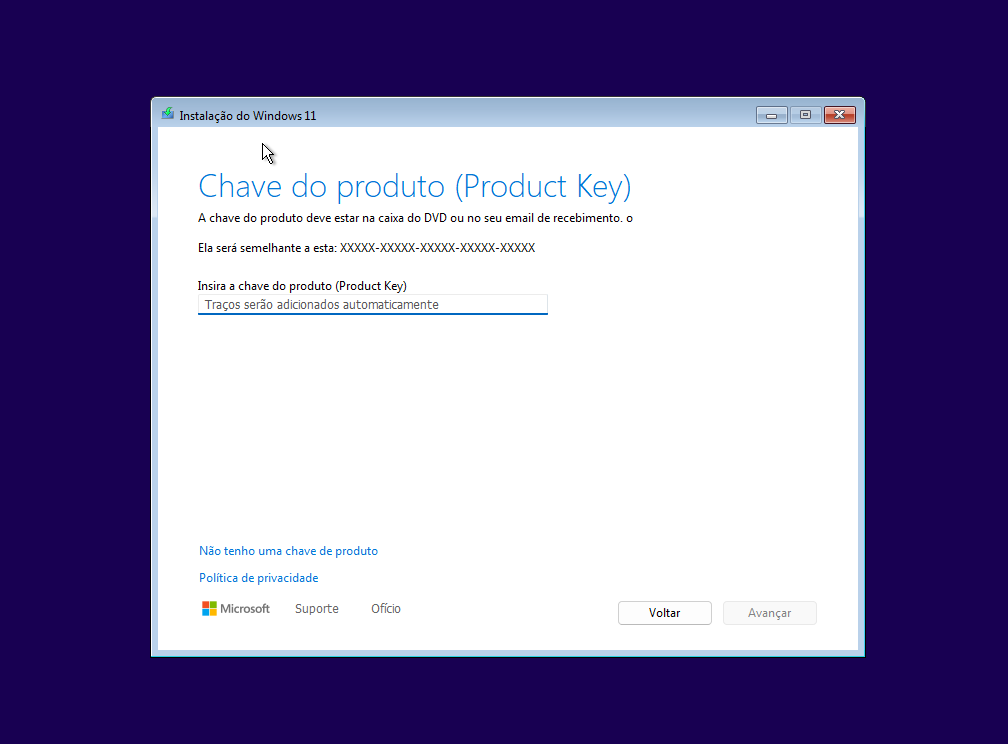 Instalação do Windows 11
Chave do produto (Product Key)
A chave do produto deve estar na caixa do DVD ou no seu email de recebimento. o
Ela será semelhante a esta: XXXXX-XXXXX-XXXXX-XXXXX-XXXXX
Insira a chave do produto (Product Key)
Traços serão adicionados automaticamente
Não tenho uma chave de produto
Política de privacidade
Microsoft Suporte Ofício Voltar Avançar